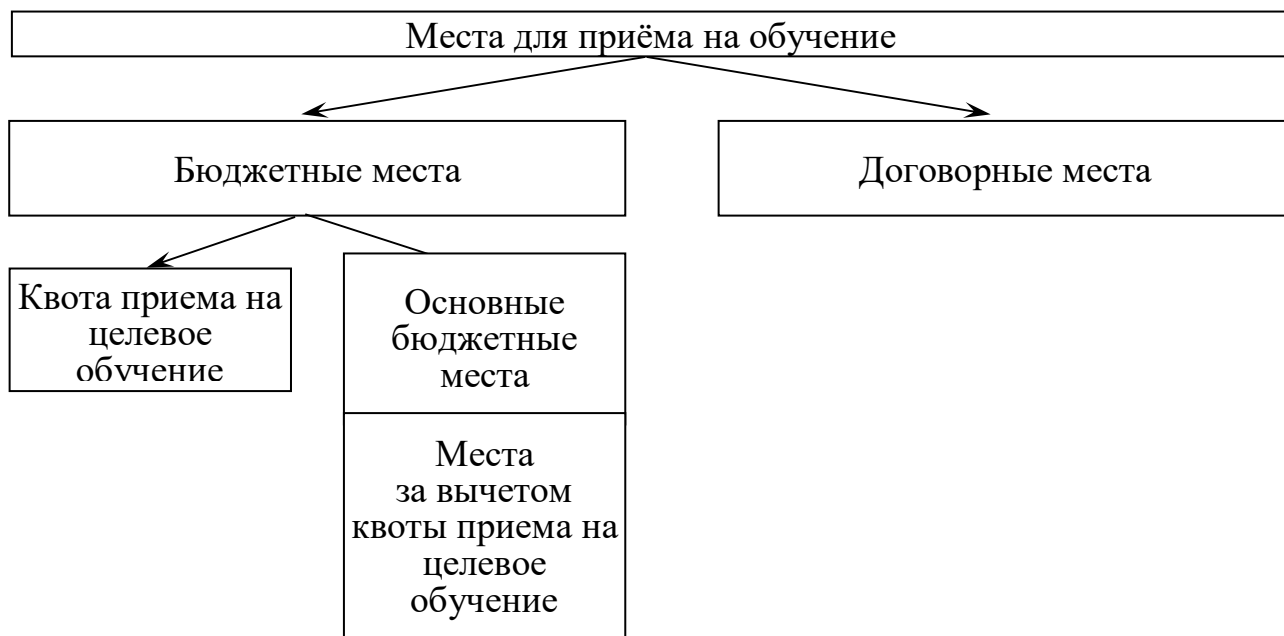 Места для приёма на обучение
Бюджетные места
Договорные места
Квота приема на
целевое
обучение
Основные
бюджетные
места
Места
за вычетом
квоты приема на
целевое
обучение